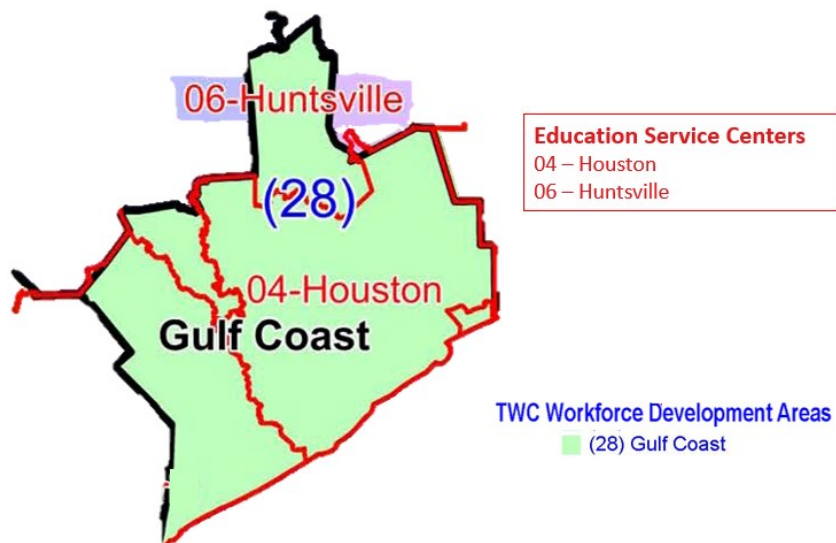 06-Huntsville
(28)
04-Houston
Gulf Coast
Education Service Centers
04 – Houston
06 – Huntsville
TWC Workforce Development Areas
(28) Gulf Coast